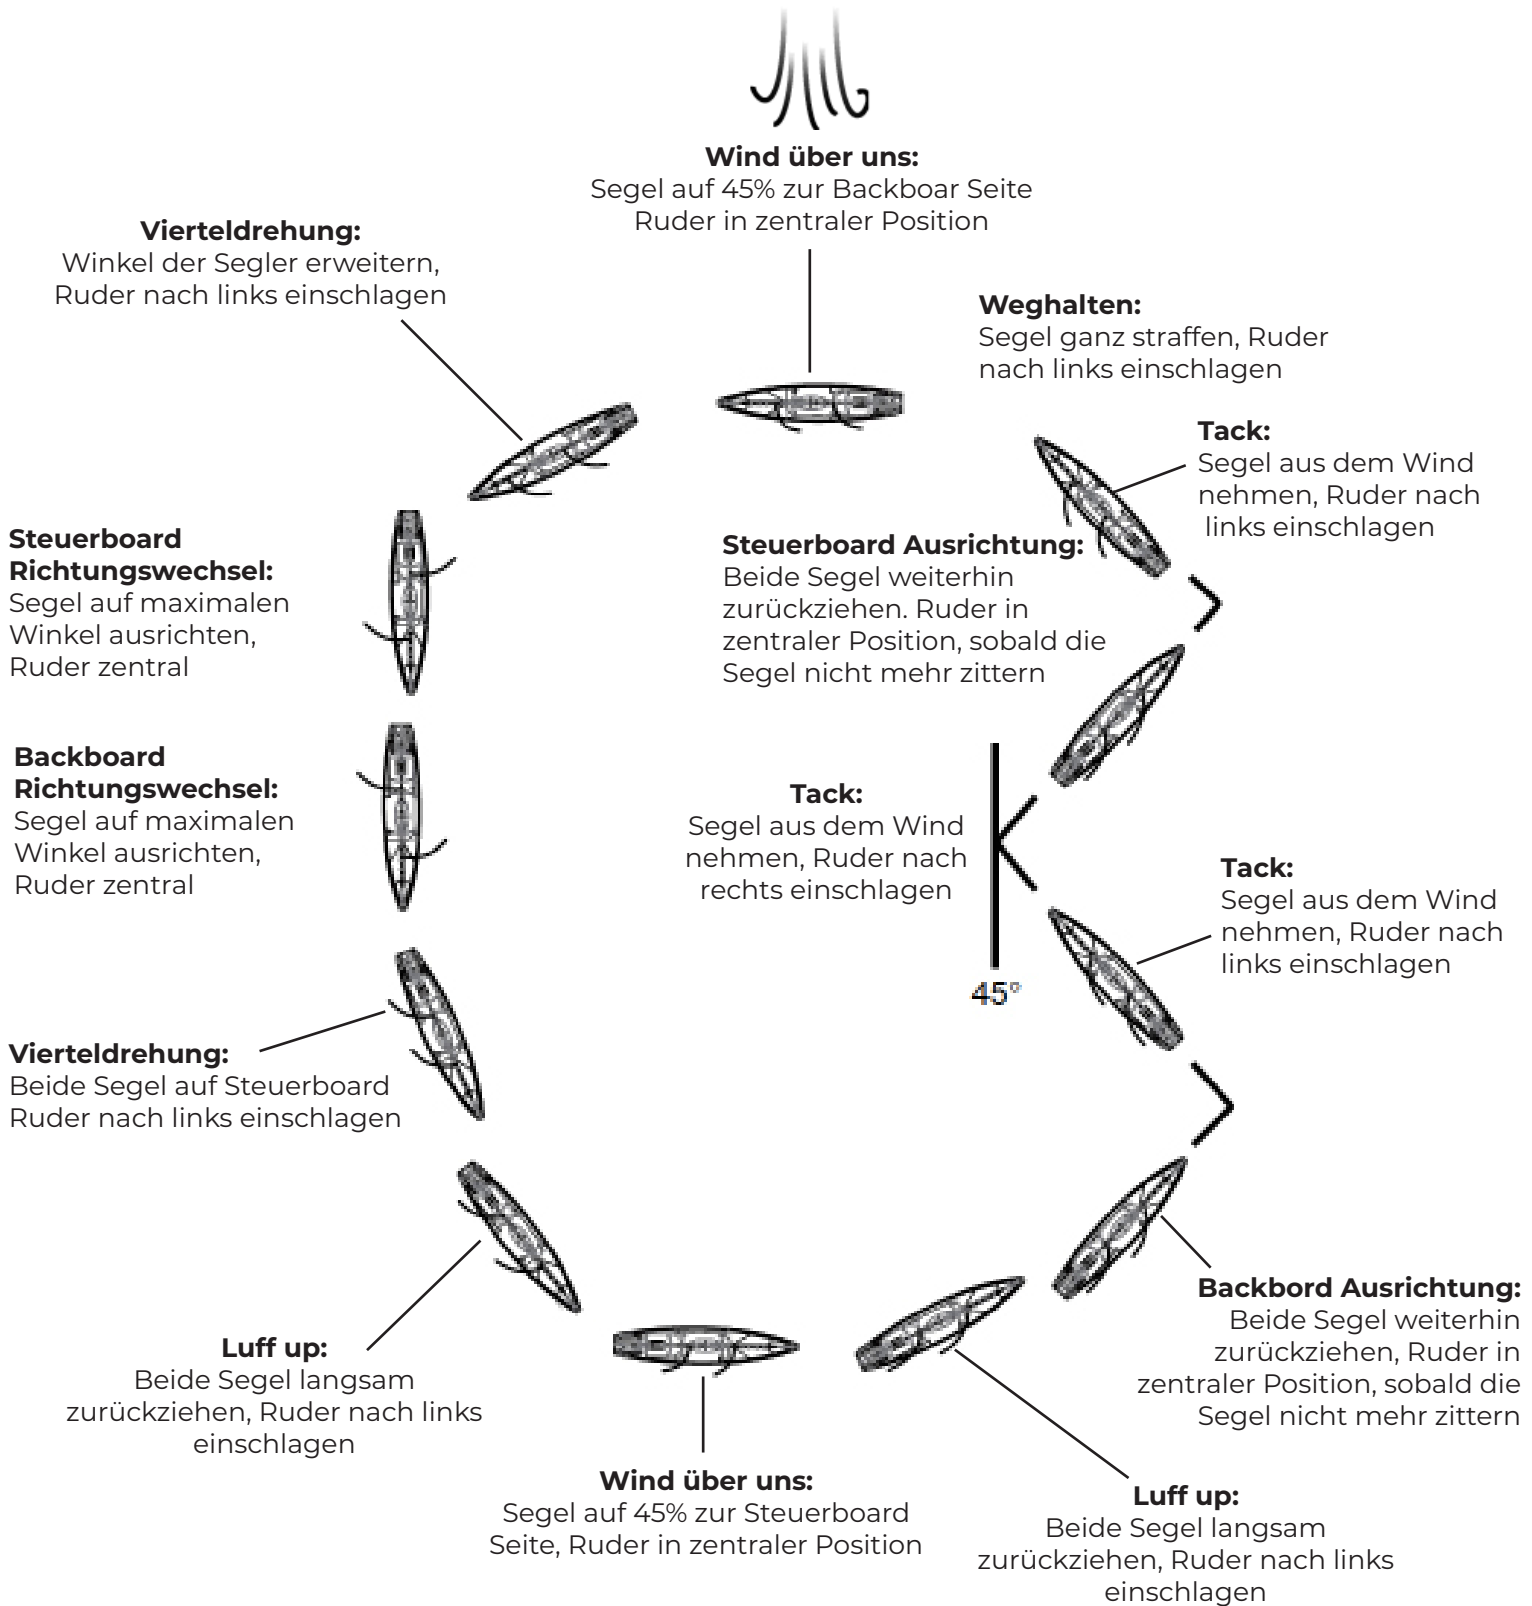 Wind über uns:
Segel auf 45% zur Backboar Seite
Ruder in zentraler Position
Vierteldrehung:
Winkel der Segler erweitern,
Ruder nach links einschlagen
Weghalten:
Segel ganz straffen, Ruder
nach links einschlagen
Tack:
Segel aus dem Wind
nehmen, Ruder nach
links einschlagen
Steuerboard
Richtungswechsel:
Segel auf maximalen
Winkel ausrichten,
Ruder zentral
Steuerboard Ausrichtung:
Beide Segel weiterhin
zurückziehen. Ruder in
zentraler Position, sobald die
Segel nicht mehr zittern
Backboard
Richtungswechsel:
Segel auf maximalen
Winkel ausrichten,
Ruder zentral
Tack:
Segel aus dem Wind
nehmen, Ruder nach
rechts einschlagen
45°
Tack:
Segel aus dem Wind
nehmen, Ruder nach
links einschlagen
Vierteldrehung:
Beide Segel auf Steuerboard
Ruder nach links einschlagen
Backbord Ausrichtung:
Beide Segel weiterhin
zurückziehen, Ruder in
zentraler Position, sobald die
Segel nicht mehr zittern
Luff up:
Beide Segel langsam
zurückziehen, Ruder nach links
einschlagen
Wind über uns:
Segel auf 45% zur Steuerboard
Seite, Ruder in zentraler Position
Luff up:
Beide Segel langsam
zurückziehen, Ruder nach links
einschlagen